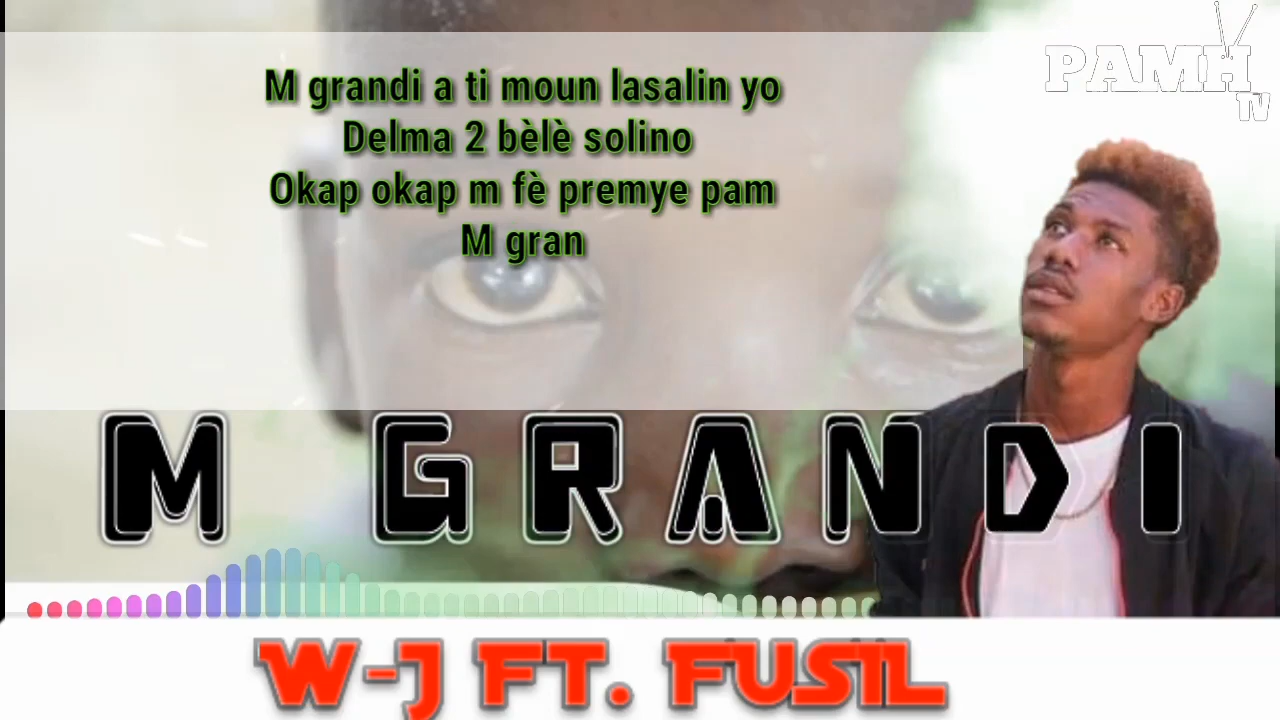 PAMH
TV
M grandi a ti moun lasalin yo
Delma 2 bèlè solino
Okap okap m fè premye pam
M gran
M GRANDI
W-J FT. FUSIL